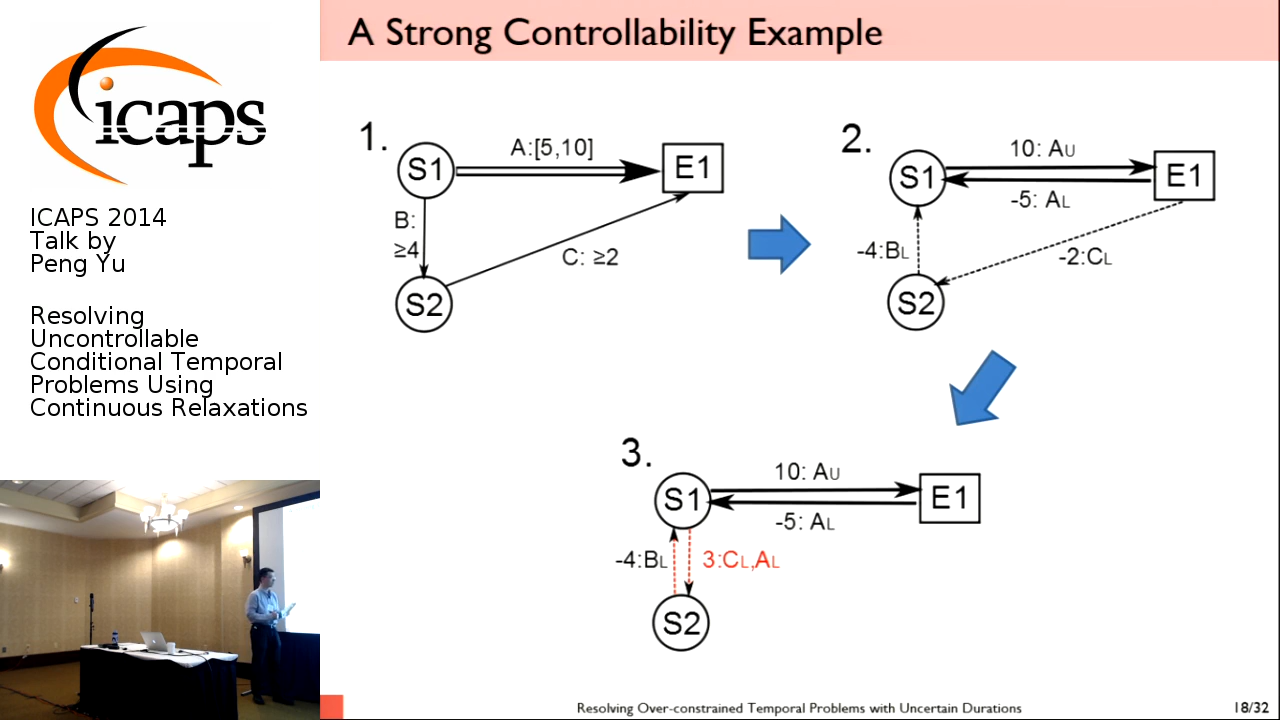 icaps
ICAPS 2014
Talk by
Peng Yu
Resolving
Uncontrollable
Conditional Temporal
Problems Using
Continuous Relaxations
A Strong Controllability Example
1.
S1
A:[5,10]
E1
B:
≥4
C: ≥2
S2
2.
S1
10: AU
-5: AL
E1
-4:BL
-2:CL
S2
3.
S1
10: AU
-5: AL
E1
-4:BL
3:CL,AL
S2
Resolving Over-constrained Temporal Problems with Uncertain Durations
18/32